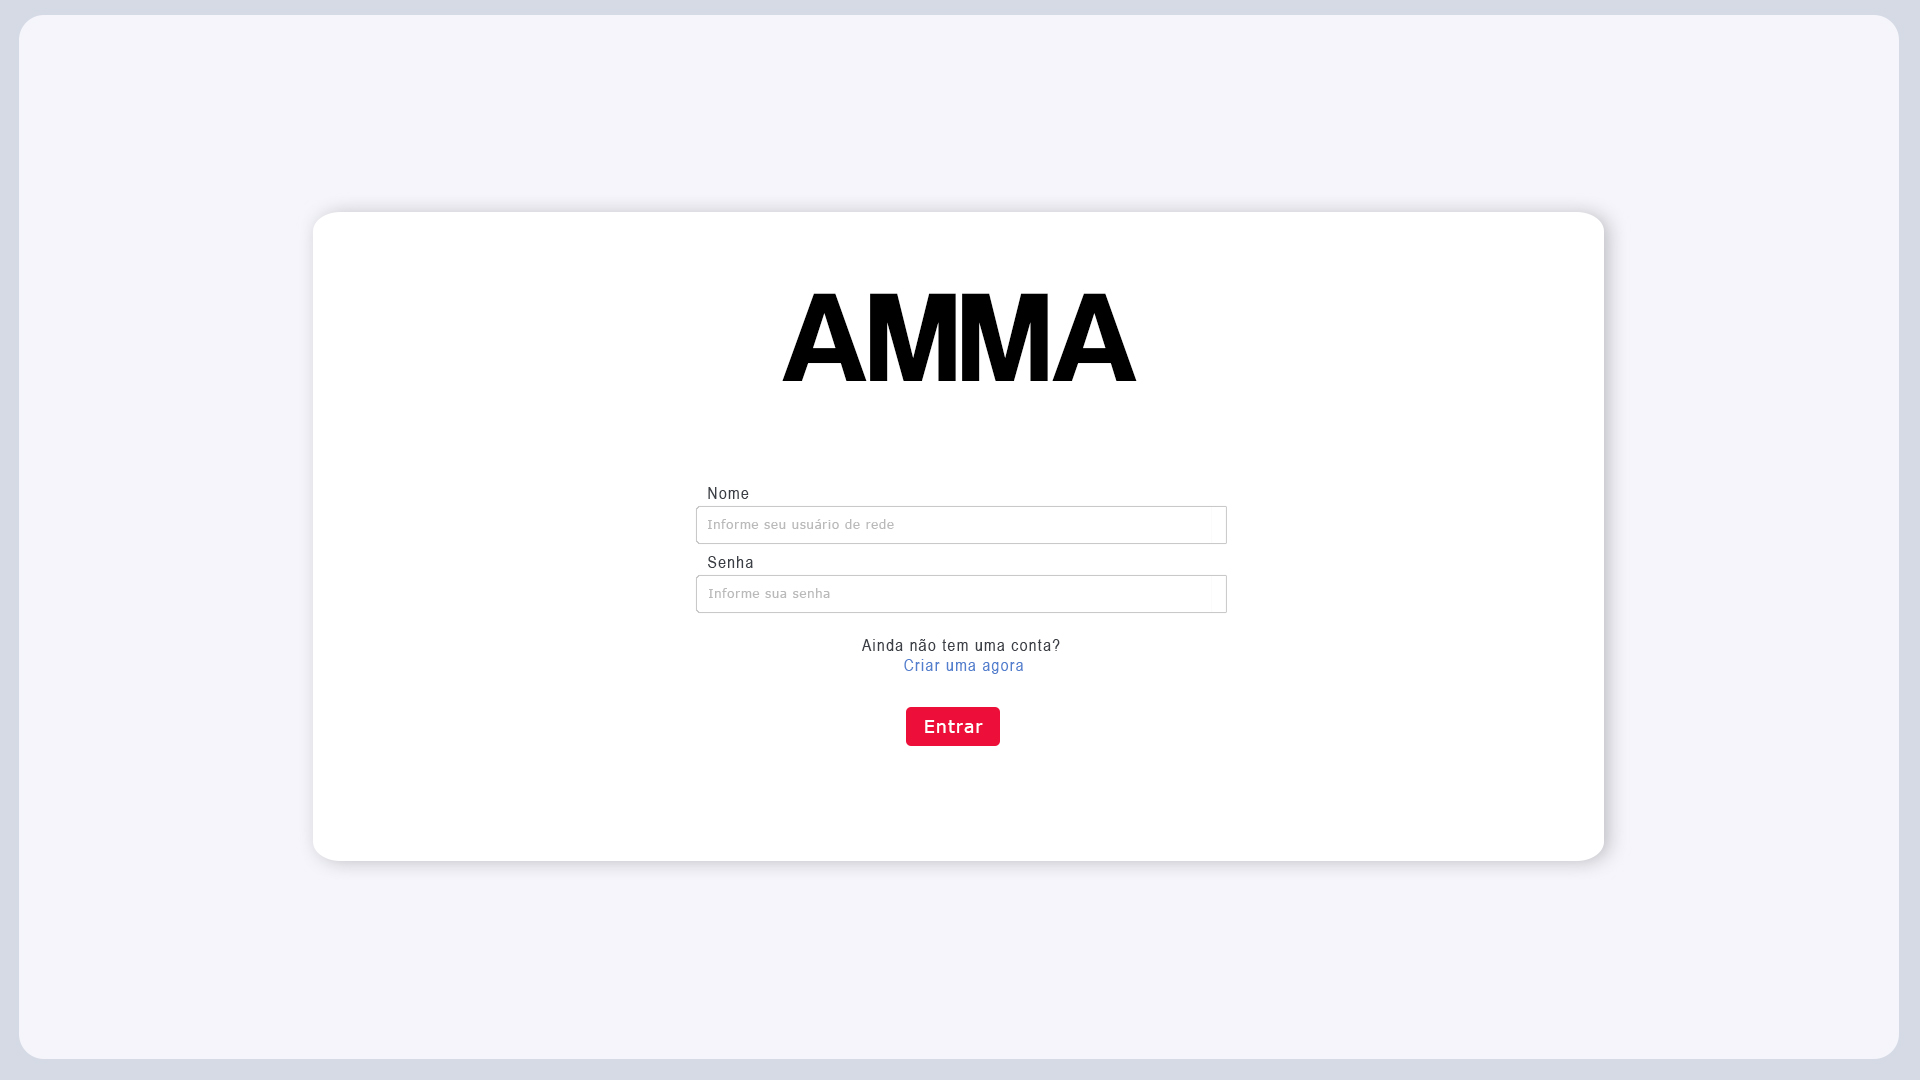 AMMA
Nome
Informe seu usuário de rede
Senha
Informe sua senha
Ainda não tem uma conta?
Criar uma agora
Entrar